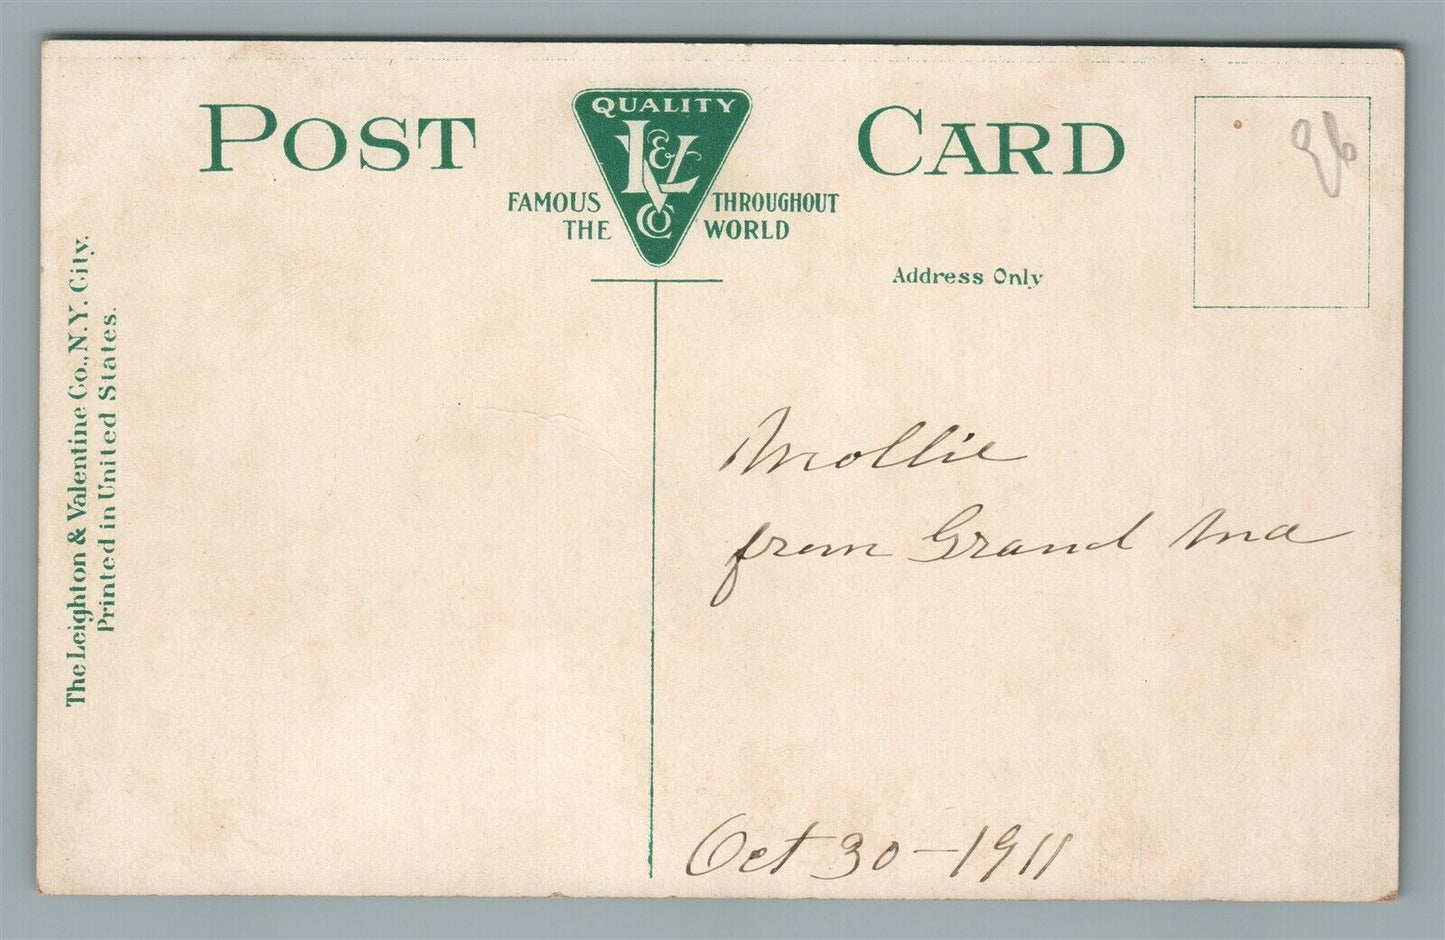 POST CARD
QUALITY
L & V
CO
FAMOUS THROUGHOUT
THE WORLD
Address Only
The Leighton & Valentine Co., N.Y. City.
Printed in United States.
Mollie
from Grand Ma
Oct 30-1911